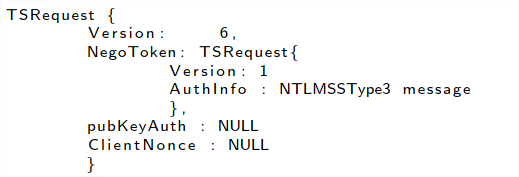 TSRequest {
Version: 6,
NegoToken: TSRequest{
Version: 1
AuthInfo : NTLMSSType3 message
},
pubKeyAuth : NULL
ClientNonce : NULL
}